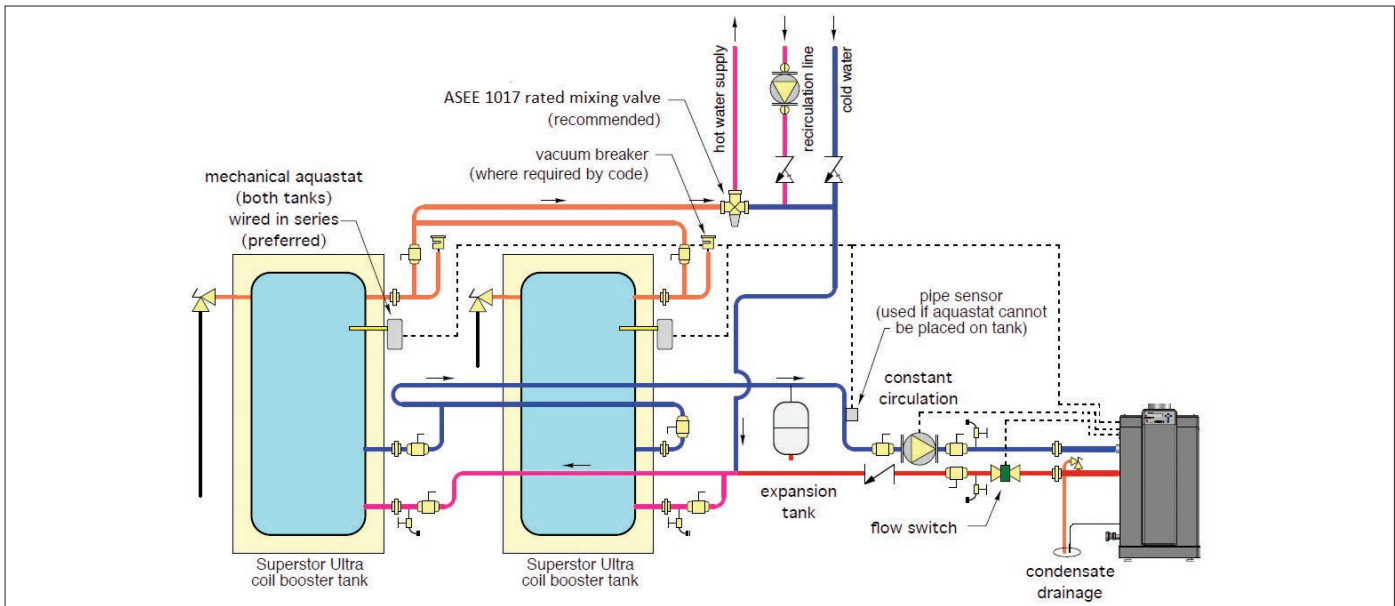 hot water supply
recirculation line
cold water
ASEE 1017 rated mixing valve
(recommended)
vacuum breaker
(where required by code)
mechanical aquastat
(both tanks)
wired in series
(preferred)
pipe sensor
(used if aquastat cannot
be placed on tank)
constant
circulation
expansion
tank
flow switch
condensate
drainage
Superstor Ultra
coil booster tank
Superstor Ultra
coil booster tank